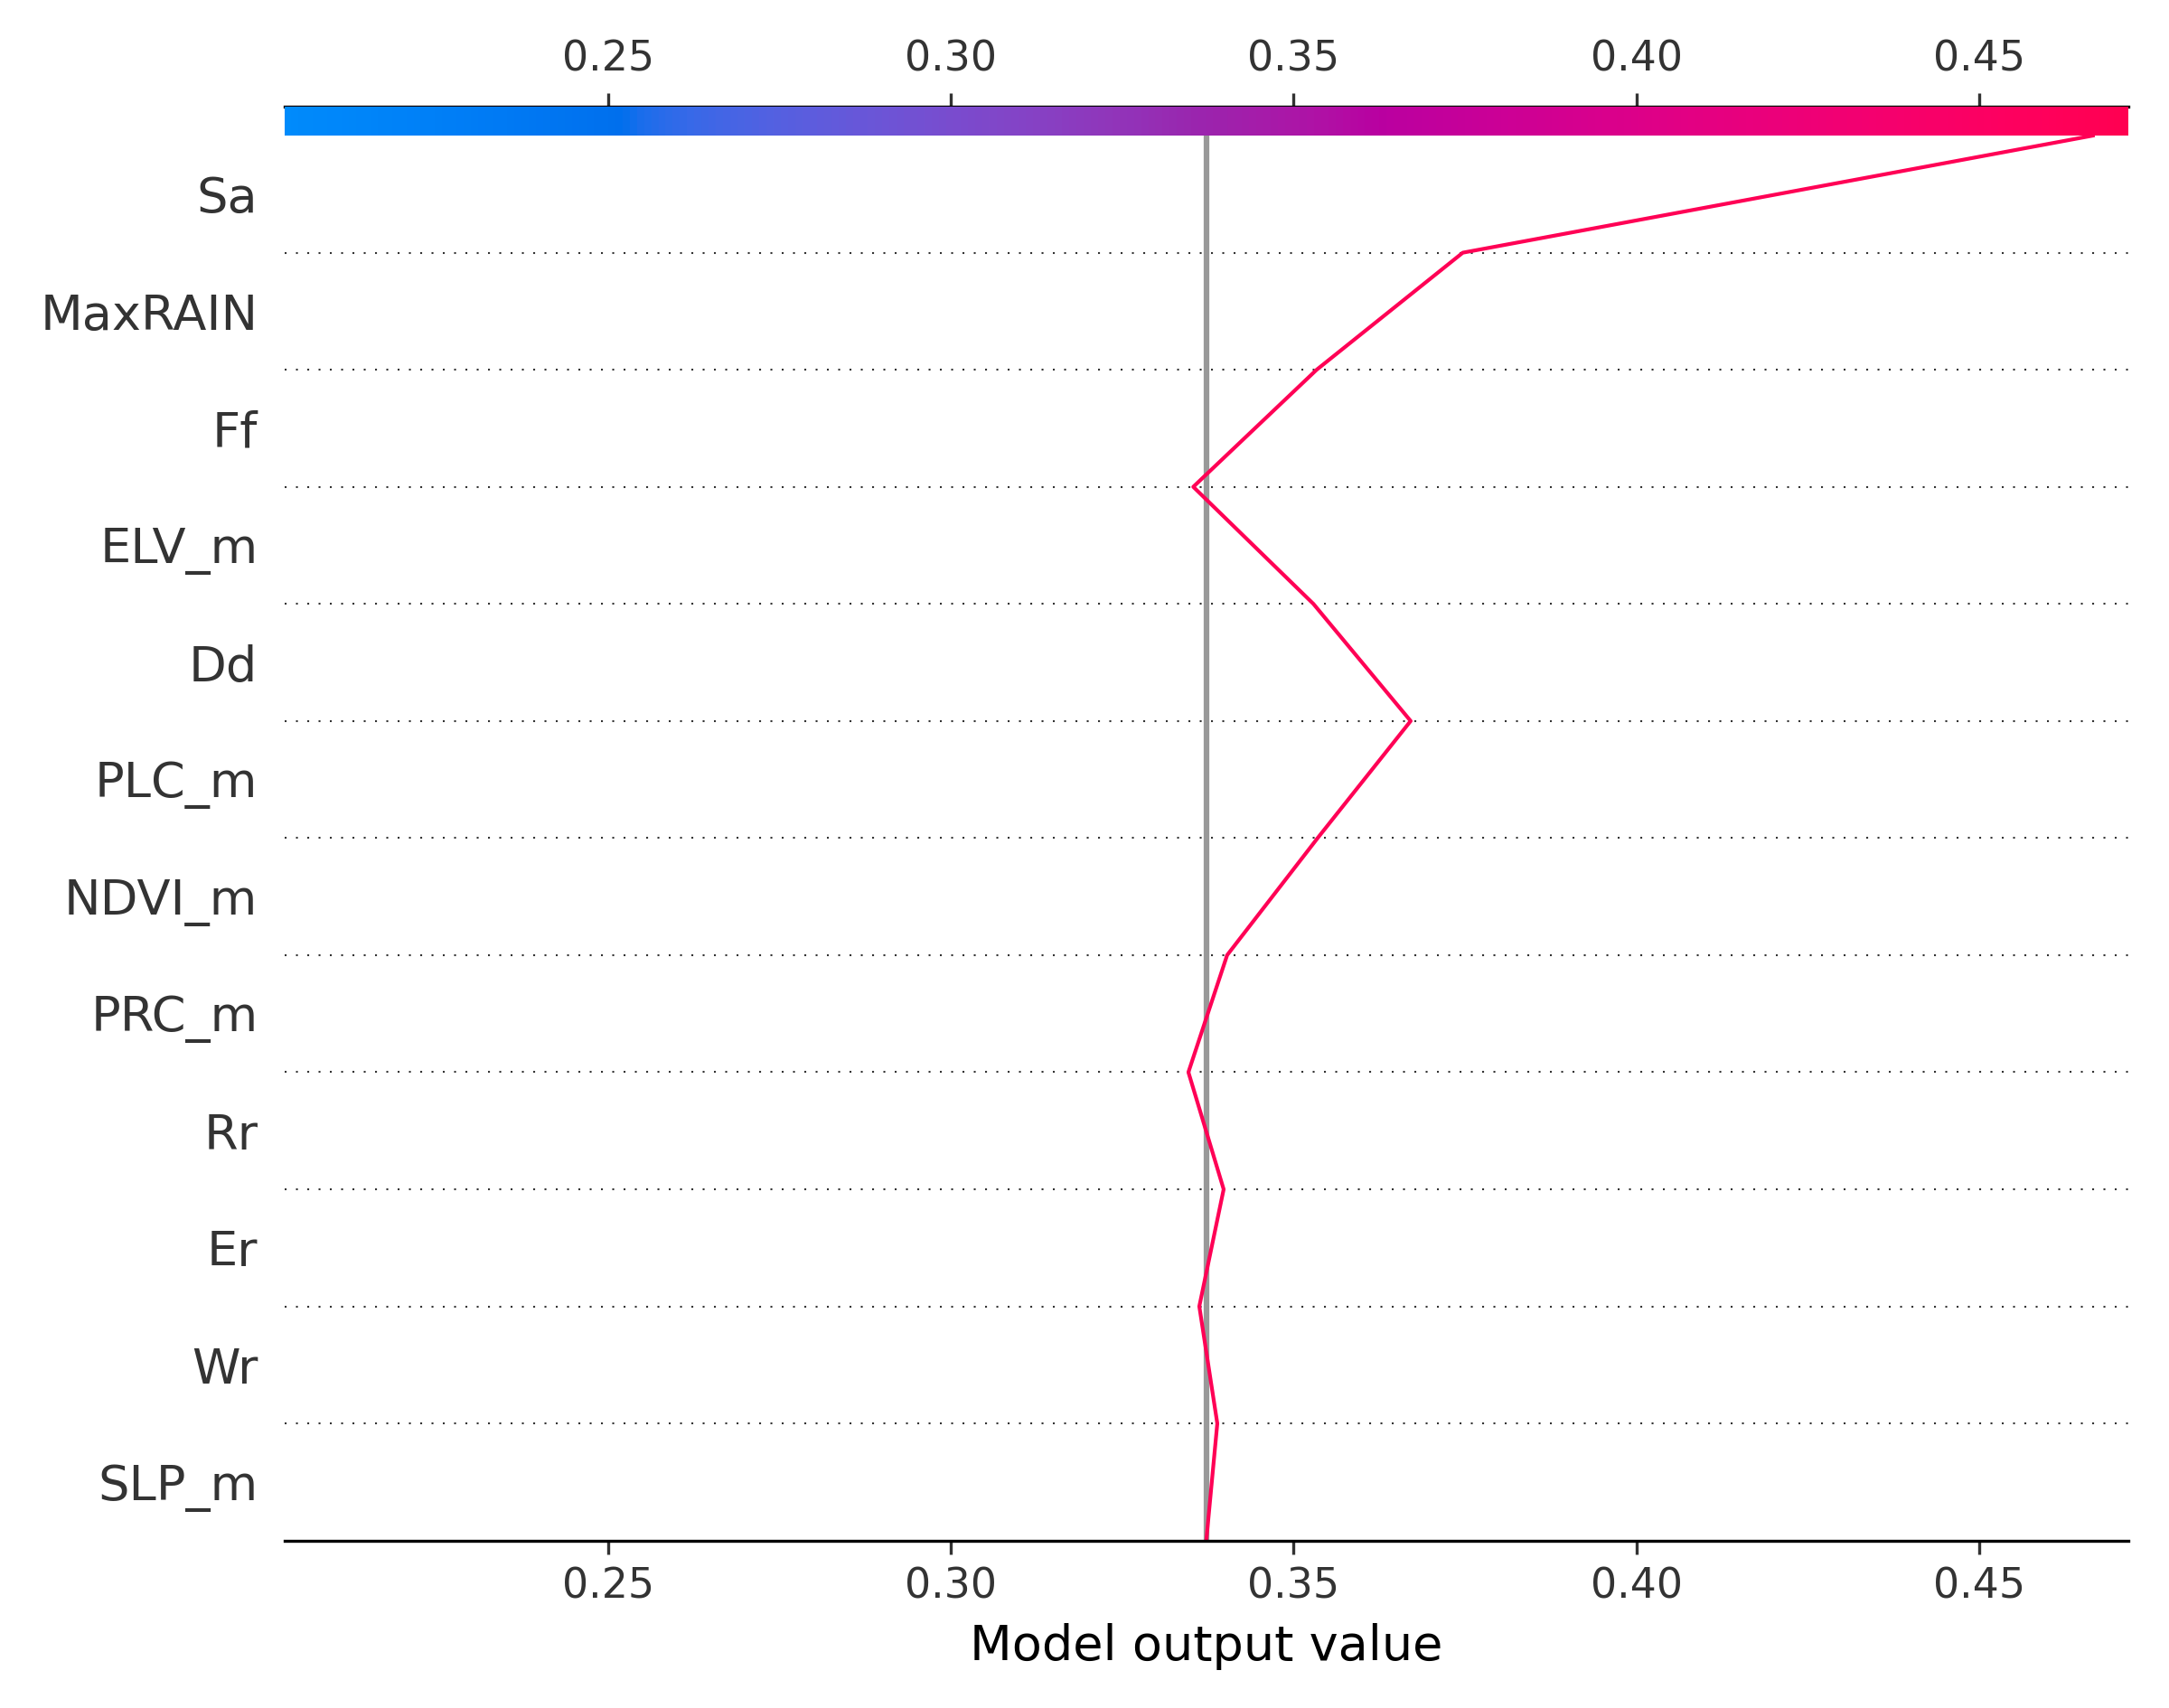 0.25 0.30 0.35 0.40 0.45
Sa
MaxRAIN
Ff
ELV_m
Dd
PLC_m
NDVI_m
PRC_m
Rr
Er
Wr
SLP_m
0.25 0.30 0.35 0.40 0.45
Model output value